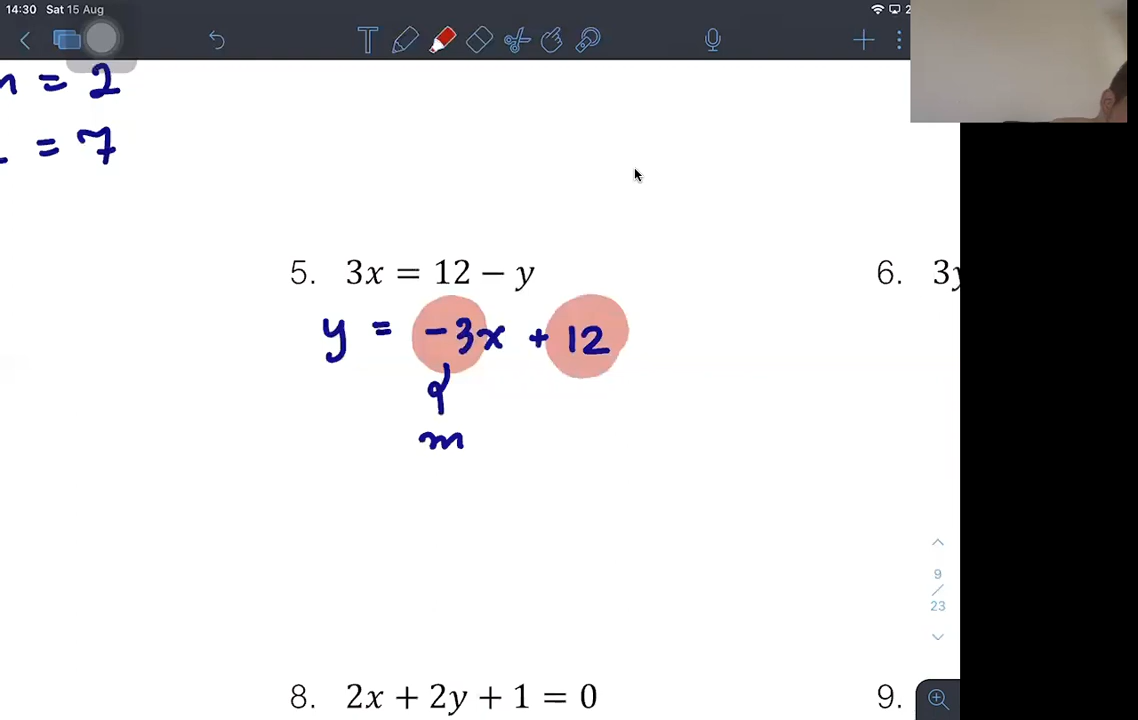 14:30 Sat 15 Aug
= 2
= 7
5. 3x = 12 − y
6. 3y
y = -3x + 12
m
9
/
23
8. 2x + 2y + 1 = 0
9.